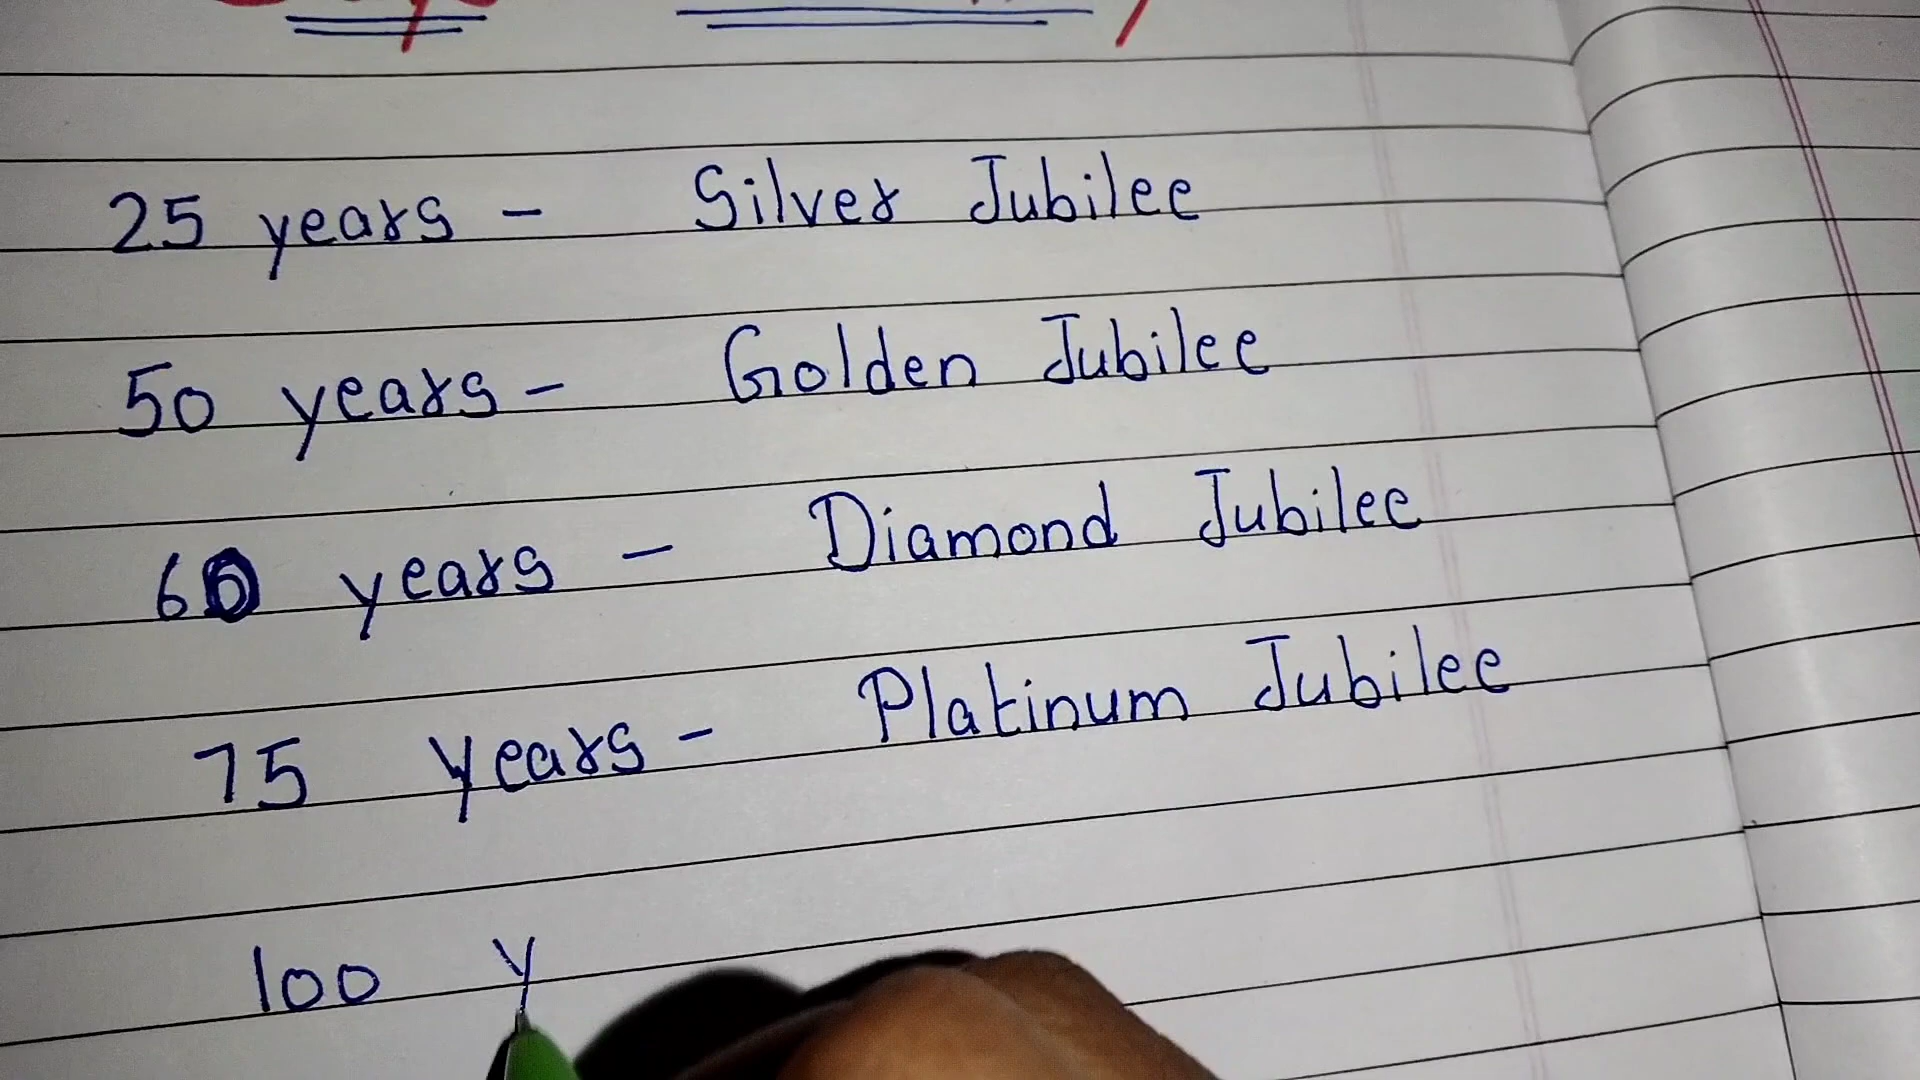 25 years - Silver Jubilee
50 years - Golden Jubilee
60 years - Diamond Jubilee
75 years - Platinum Jubilee
100 y